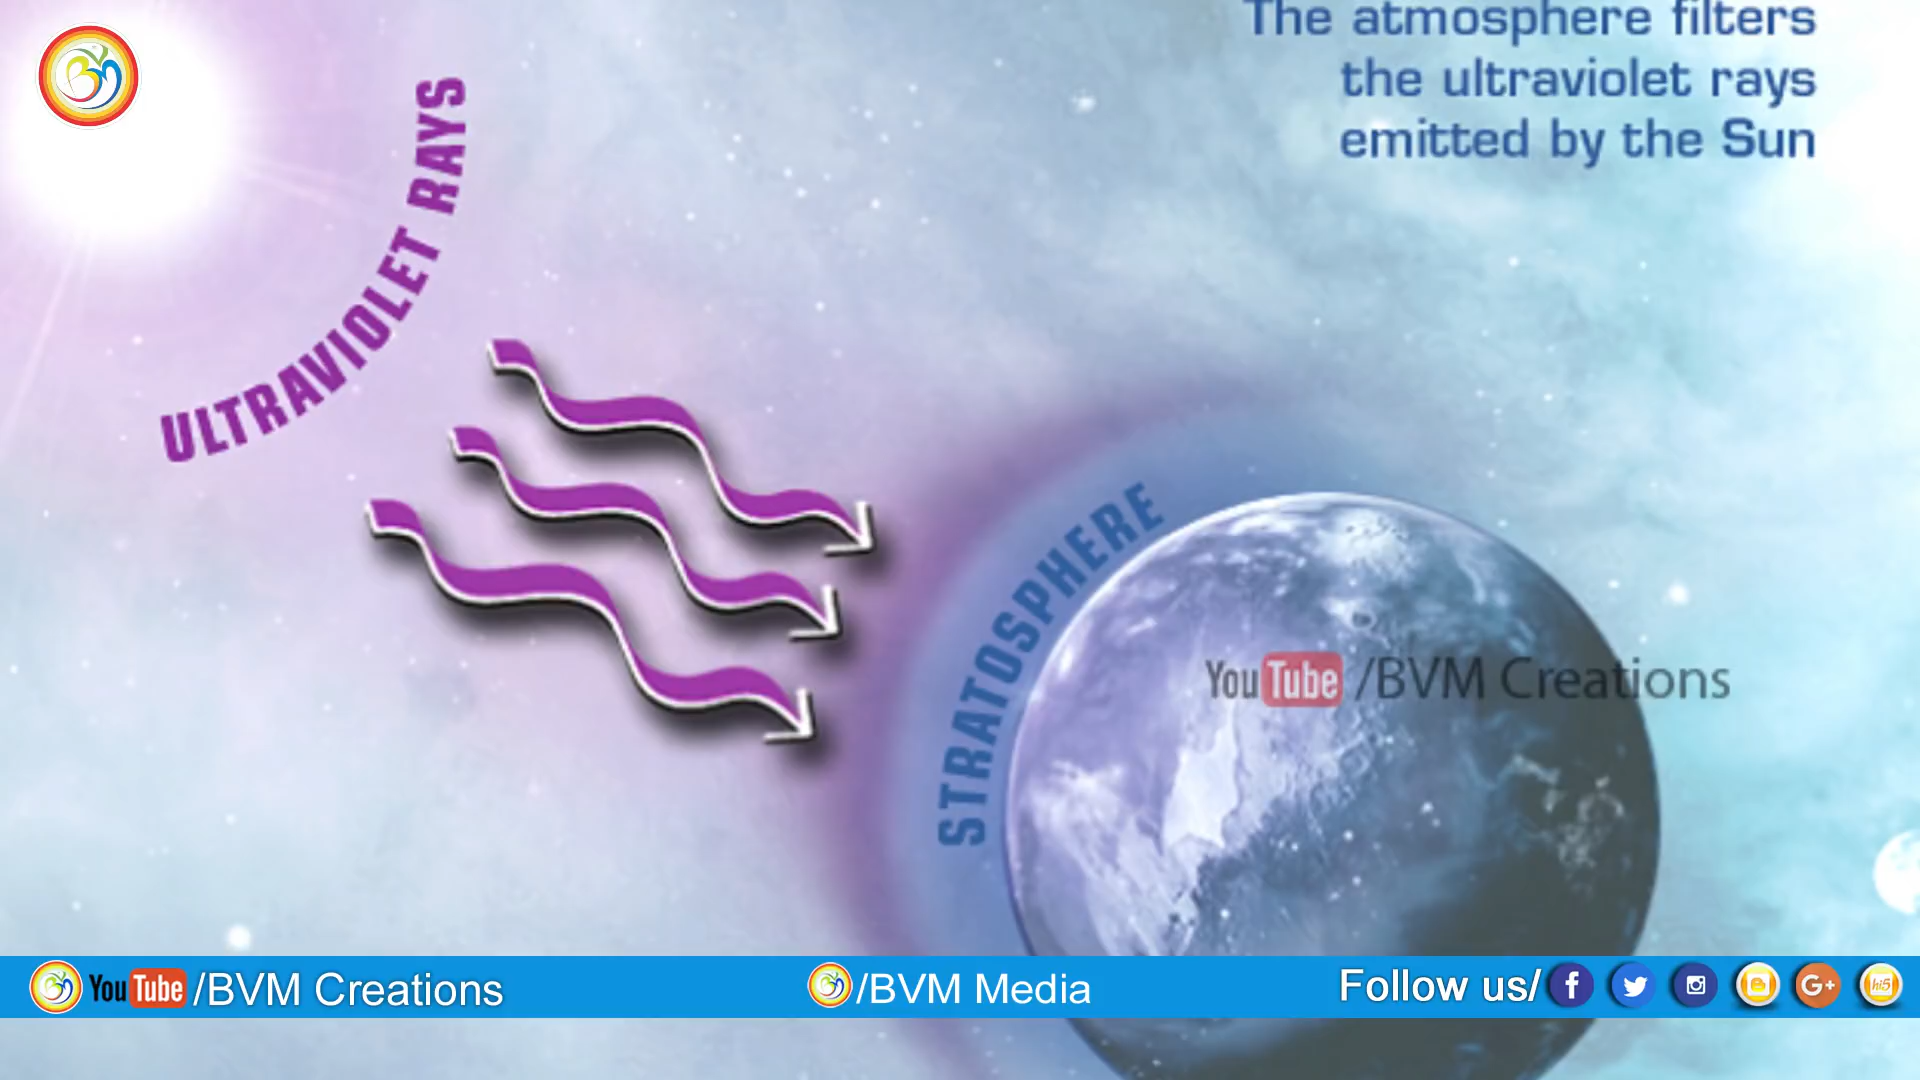 The atmosphere filters
the ultraviolet rays
emitted by the Sun
ULTRAVIOLET RAYS
STRATOSPHERE
YouTube /BVM Creations
YouTube /BVM Creations
/BVM Media
Follow us/
G+
hi5